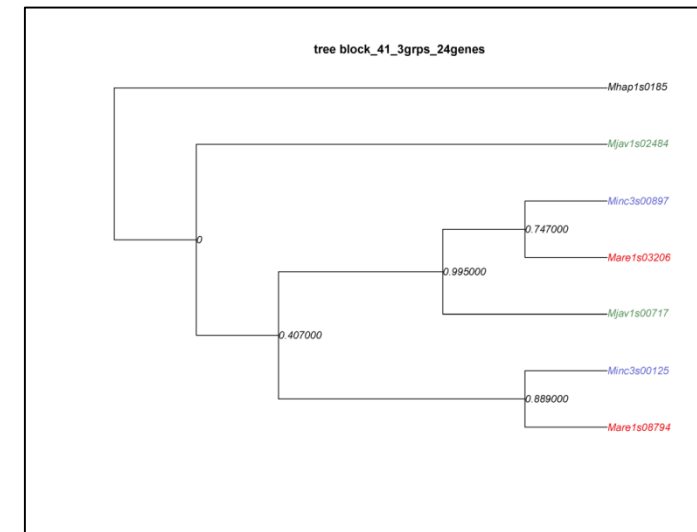 tree block_41_3grps_24genes
Mhap1s0185
Mjav1s02484
Minc3s00897
0.747000
Mare1s03206
0
0.995000
Mjav1s00717
0.407000
Minc3s00125
0.889000
Mare1s08794